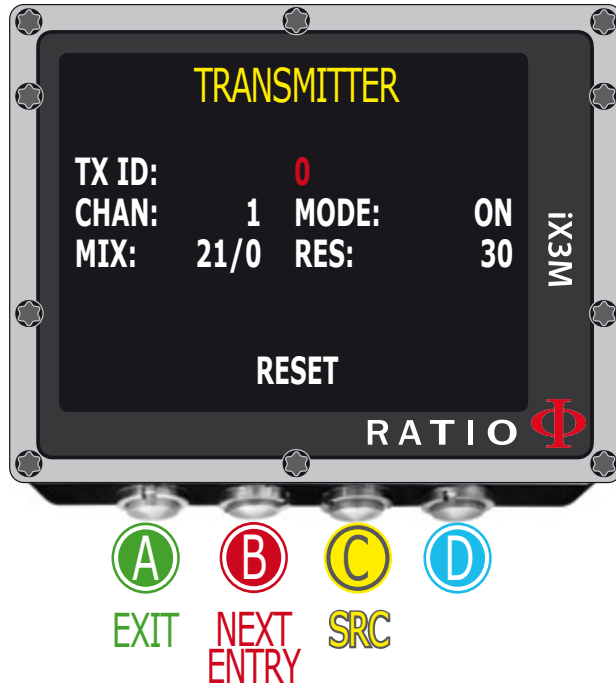 TRANSMITTER
TX ID: 0
CHAN: 1 MODE: ON
MIX: 21/0 RES: 30
RESET
iX3M
RATIO Φ
A B C D
EXIT NEXT ENTRY SRC